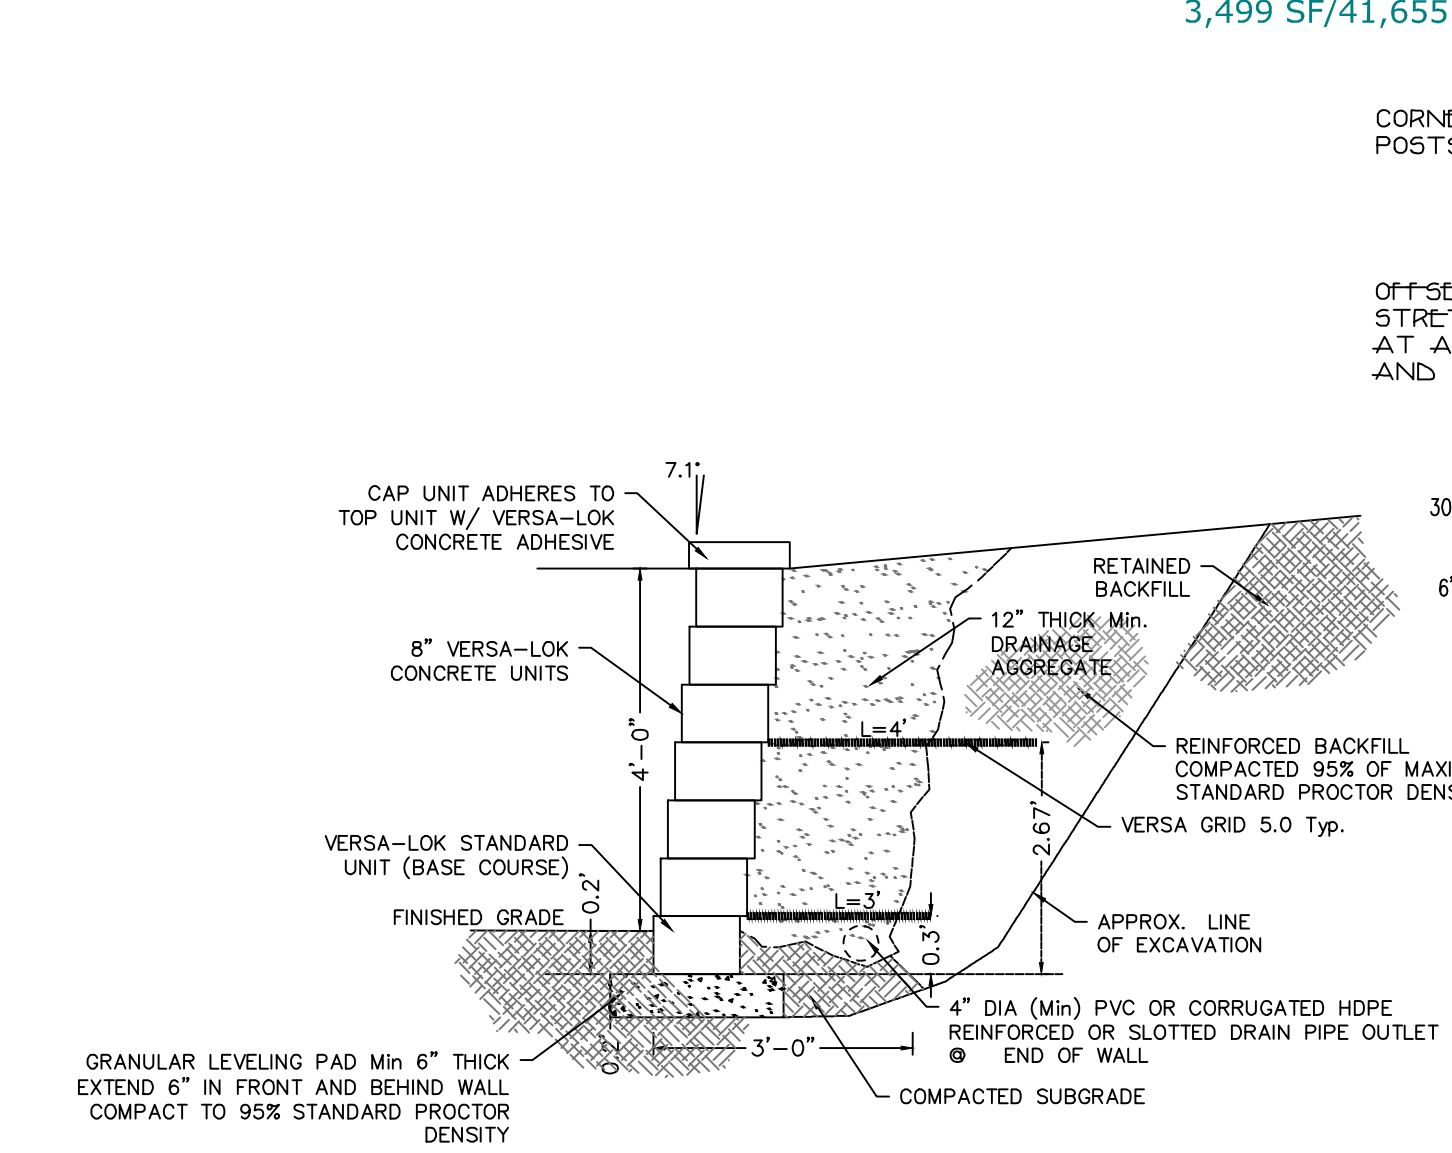 3,499 SF/41,655
POSTS
AT A
AND
7.1°
CAP UNIT ADHERES TO
TOP UNIT W/ VERSA-LOK
CONCRETE ADHESIVE
30
6'
RETAINED
BACKFILL
12" THICK Min.
DRAINAGE
AGGREGATE
8" VERSA-LOK
CONCRETE UNITS
4'-0"
L=4'
REINFORCED BACKFILL
COMPACTED 95% OF MAXI
STANDARD PROCTOR DENS
VERSA GRID 5.0 Typ.
2.67'
VERSA-LOK STANDARD
UNIT (BASE COURSE)
0.2'
L=3'
FINISHED GRADE
0.3'
APPROX. LINE
OF EXCAVATION
4" DIA (Min) PVC OR CORRUGATED HDPE
REINFORCED OR SLOTTED DRAIN PIPE OUTLET
@ END OF WALL
3'-0"
GRANULAR LEVELING PAD Min 6" THICK
EXTEND 6" IN FRONT AND BEHIND WALL
COMPACT TO 95% STANDARD PROCTOR
DENSITY
COMPACTED SUBGRADE